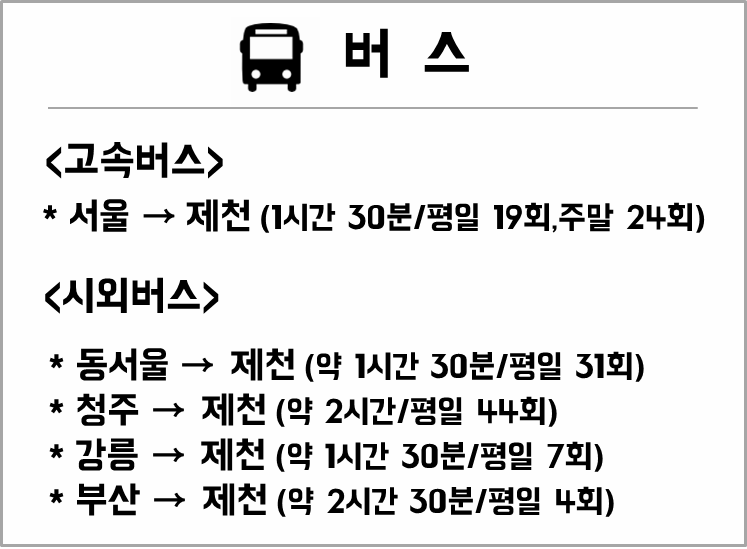 버 스
<고속버스>
* 서울 → 제천 (1시간 30분/평일 19회,주말 24회)
<시외버스>
* 동서울 → 제천 (약 1시간 30분/평일 31회)
* 청주 → 제천 (약 2시간/평일 44회)
* 강릉 → 제천 (약 1시간 30분/평일 7회)
* 부산 → 제천 (약 2시간 30분/평일 4회)